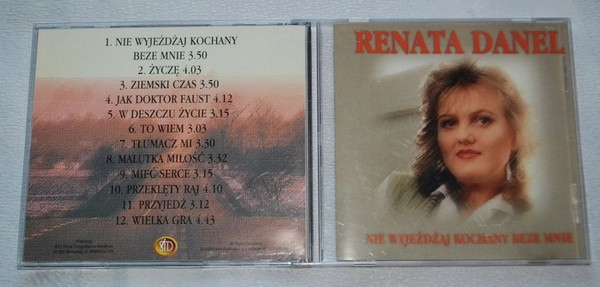 1. NIE WYJEŻDŻAJ KOCHANY
BEZE MNIE 3.50
2. ŻYCZĘ 4.03
3. ZIEMSKI CZAS 3.50
4. JAK DOKTOR FAUST 4.12
5. W DESZCZU ŻYCIE 3.15
6. TO WIEM 3.03
7. TŁUMACZ MI 3.30
8. MALUTKA MIŁOŚĆ 3.32
9. MIEĆ SERCE 3.15
10. PRZEKLĘTY RAJ 4.10
11. PRZYJEDŹ 3.12
12. WIELKA GRA 4.43
RENATA DANEL
NIE WYJEŻDŻAJ KOCHANY BEZE MNIE